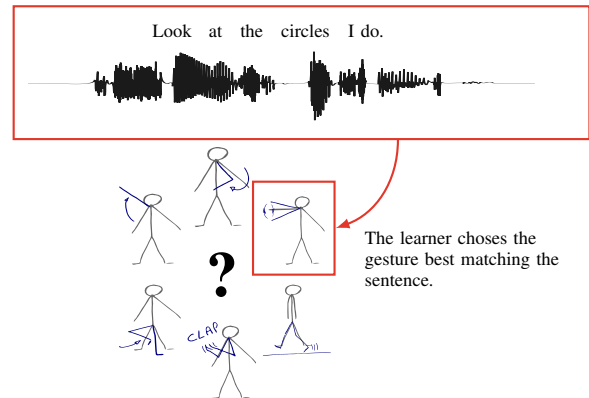 Look at the circles I do.
The learner choses the
gesture best matching the
sentence.
?
CLAP